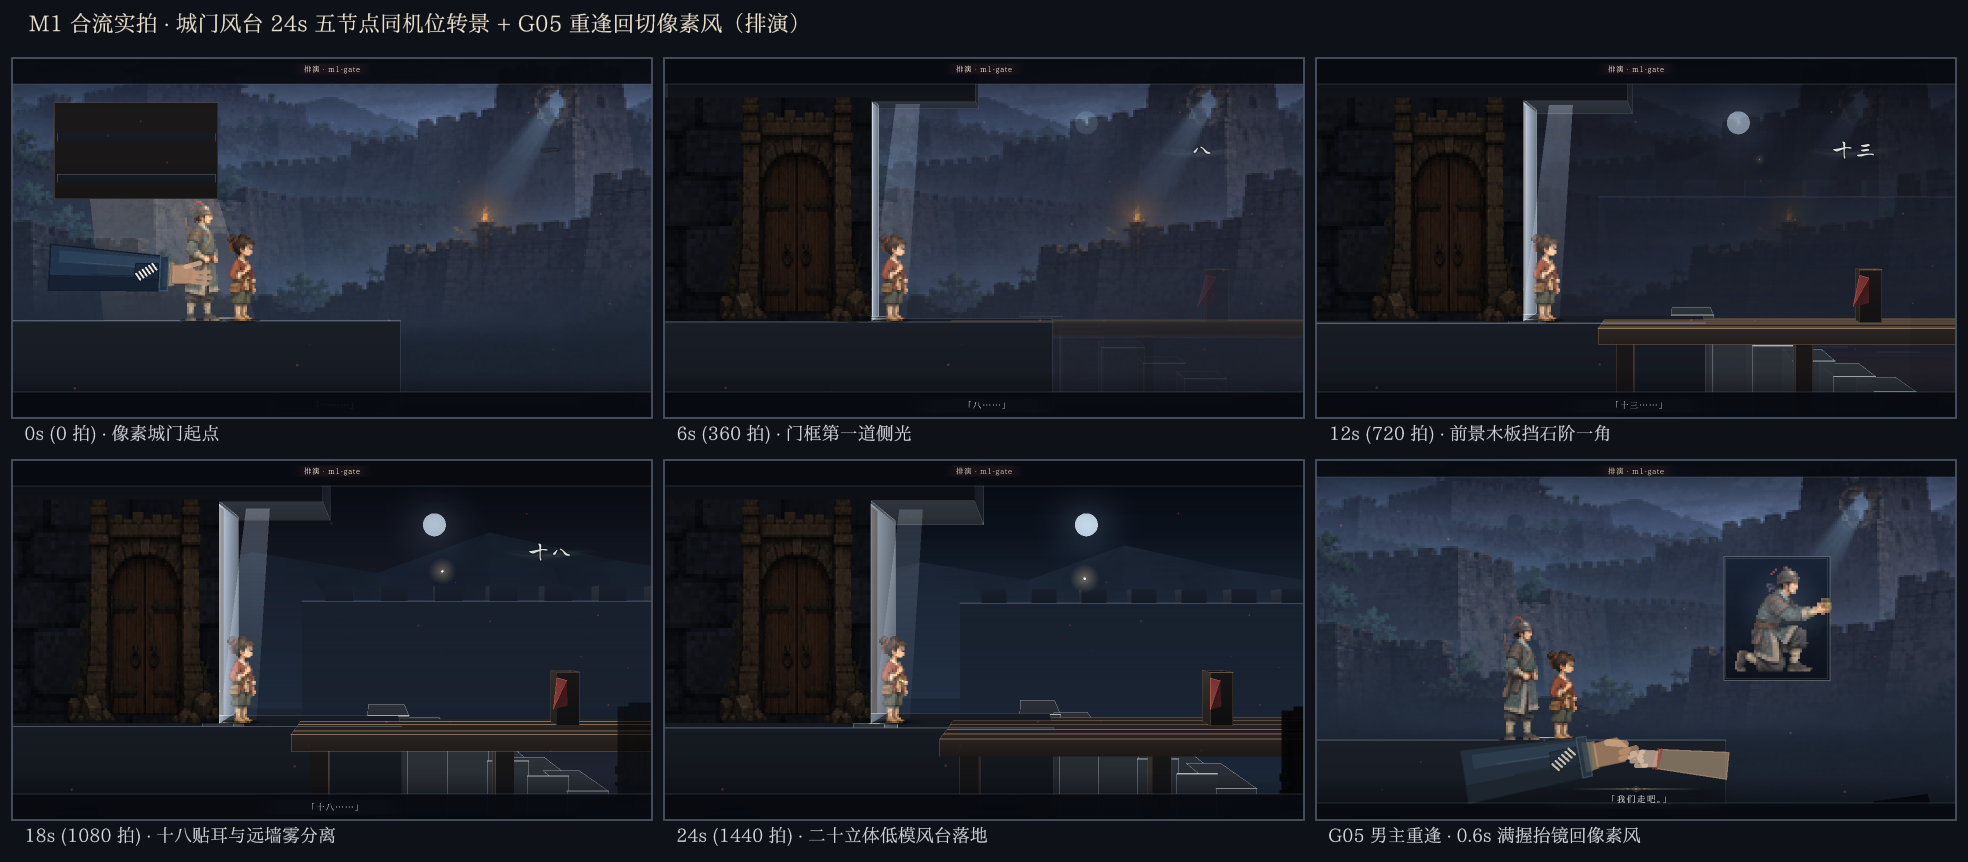 M1 合流实拍 · 城门风台 24s 五节点同机位转景 + G05 重逢回切像素风（排演）
排演 · m1-gate
排演 · m1-gate
八
「八……」
排演 · m1-gate
十三
「十三……」
0s (0 拍) · 像素城门起点
6s (360 拍) · 门框第一道侧光
12s (720 拍) · 前景木板挡石阶一角
排演 · m1-gate
十八
「十八……」
排演 · m1-gate
排演 · m1-gate
「我们走吧。」
18s (1080 拍) · 十八贴耳与远墙雾分离
24s (1440 拍) · 二十立体低模风台落地
G05 男主重逢 · 0.6s 满握抬镜回像素风